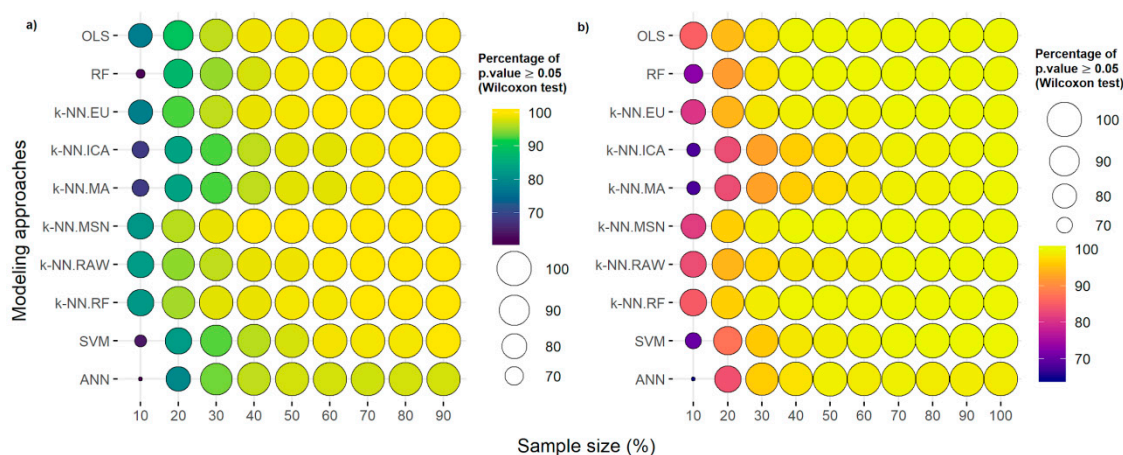 a)
Modeling approaches
OLS
RF
k-NN.EU
k-NN.ICA
k-NN.MA
k-NN.MSN
k-NN.RAW
k-NN.RF
SVM
ANN
10 20 30 40 50 60 70 80 90
Percentage of
p.value ≥ 0.05
(Wilcoxon test)
100
90
80
70
100
90
80
70
b)
OLS
RF
k-NN.EU
k-NN.ICA
k-NN.MA
k-NN.MSN
k-NN.RAW
k-NN.RF
SVM
ANN
10 20 30 40 50 60 70 80 90 100
Percentage of
p.value ≥ 0.05
(Wilcoxon test)
100
90
80
70
100
90
80
70
Sample size (%)